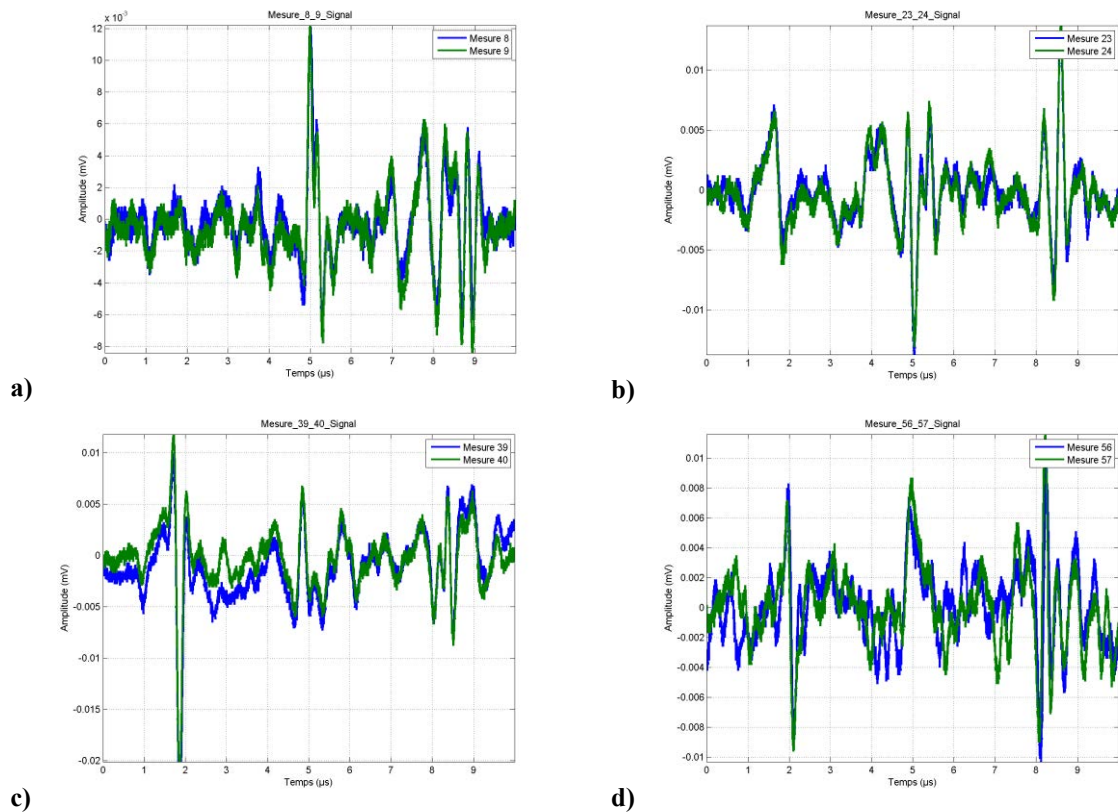 Mesure_8_9_Signal
x 10⁻³
12
10
8
6
4
2
0
-2
-4
-6
-8
Amplitude (mV)
Mesure 8
Mesure 9
0 1 2 3 4 5 6 7 8 9
Temps (µs)
a)
Mesure_23_24_Signal
0.01
0.005
0
-0.005
-0.01
Amplitude (mV)
Mesure 23
Mesure 24
0 1 2 3 4 5 6 7 8 9
Temps (µs)
b)
Mesure_39_40_Signal
0.01
0.005
0
-0.005
-0.01
-0.015
-0.02
Amplitude (mV)
Mesure 39
Mesure 40
0 1 2 3 4 5 6 7 8 9
Temps (µs)
c)
Mesure_56_57_Signal
0.01
0.008
0.006
0.004
0.002
0
-0.002
-0.004
-0.006
-0.008
-0.01
Amplitude (mV)
Mesure 56
Mesure 57
0 1 2 3 4 5 6 7 8 9
Temps (µs)
d)